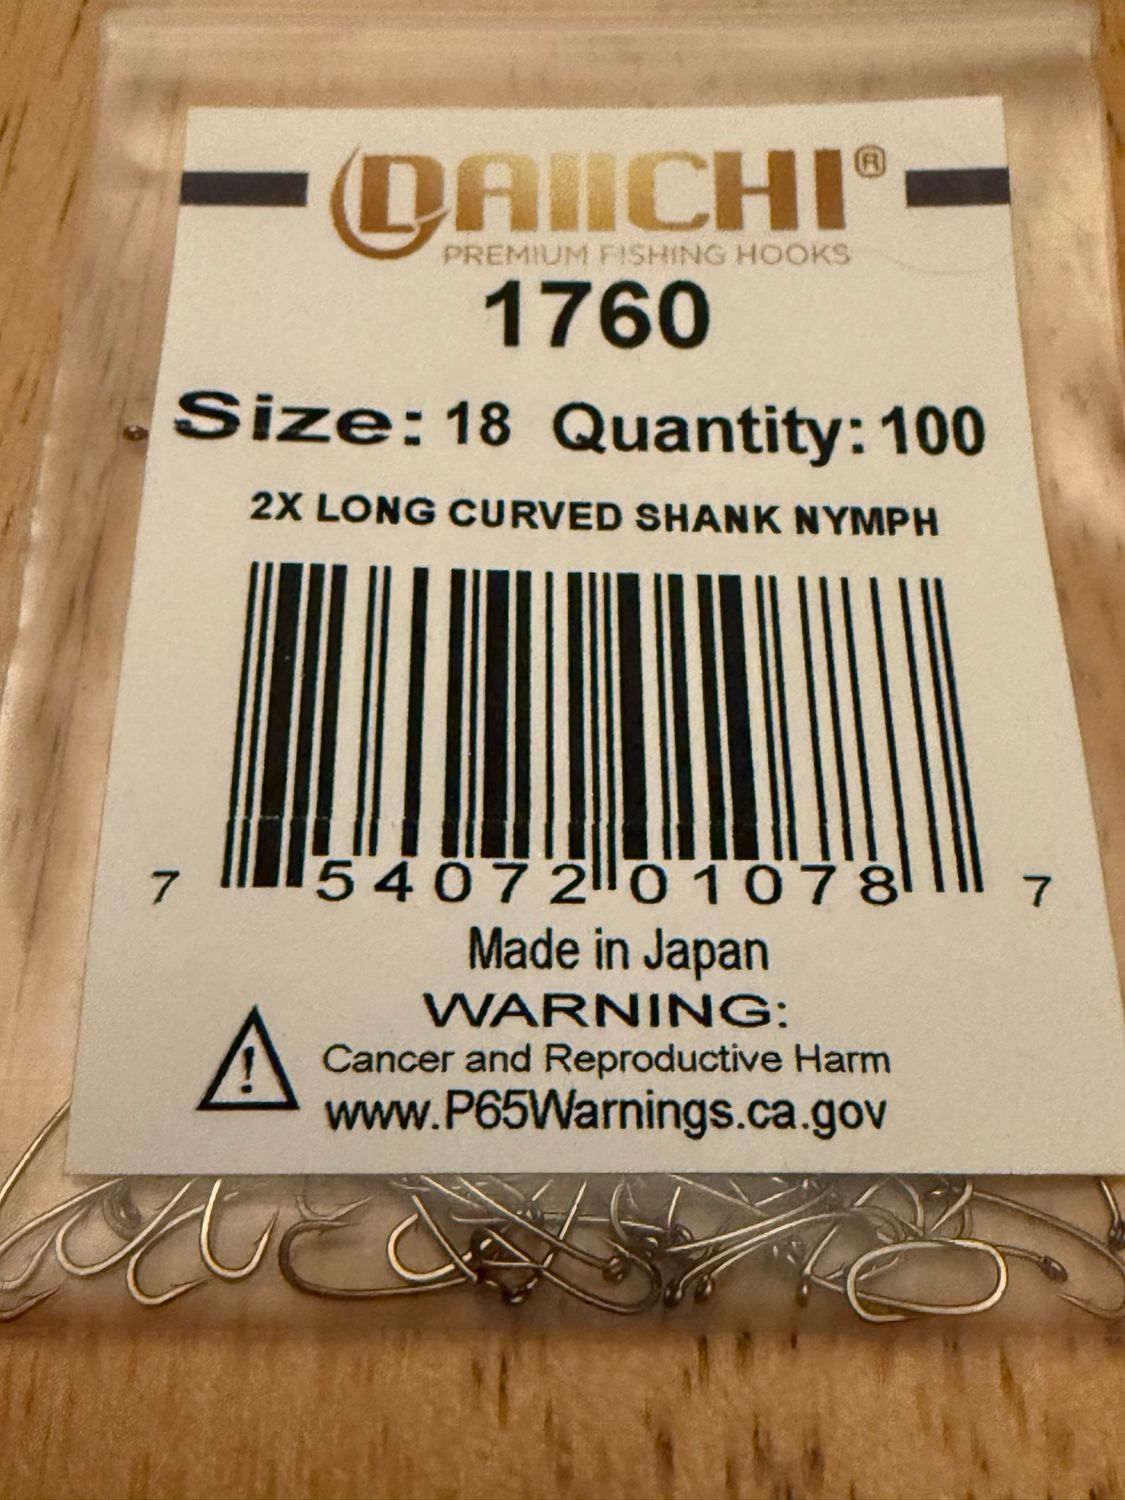 DAIICHI®
PREMIUM FISHING HOOKS
1760
Size: 18 Quantity: 100
2X LONG CURVED SHANK NYMPH
7 54072 01078 7
Made in Japan
WARNING:
! Cancer and Reproductive Harm
www.P65Warnings.ca.gov